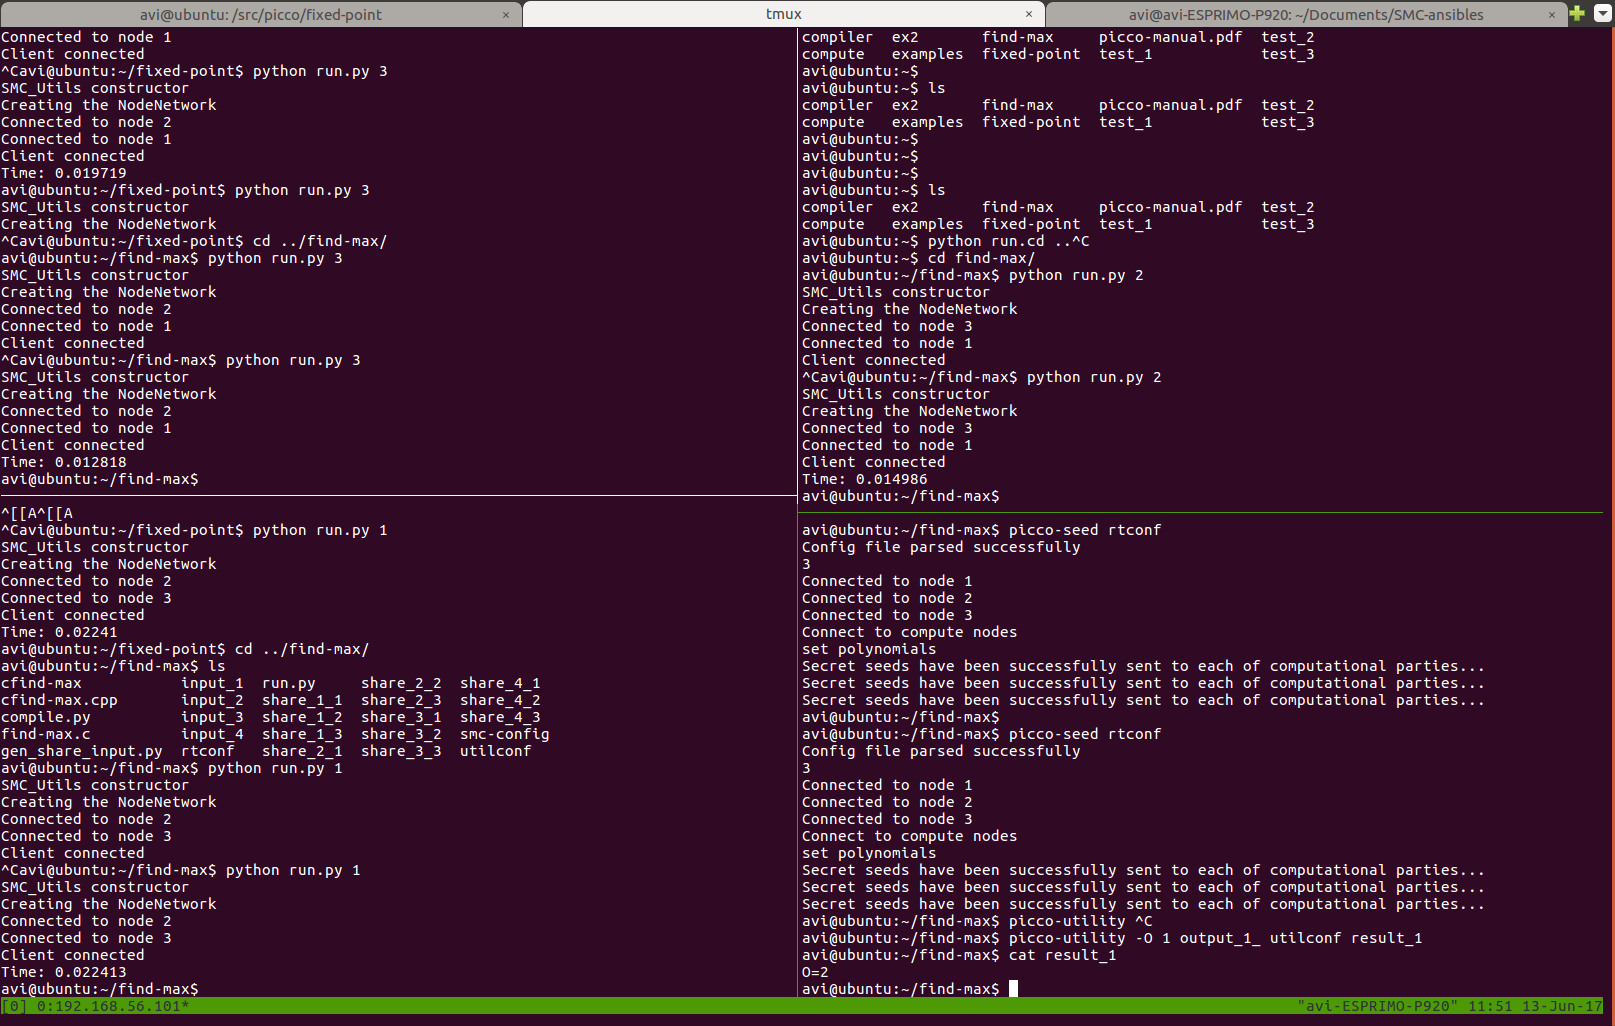 avi@ubuntu: /src/picco/fixed-point × tmux × avi@avi-ESPRIMO-P920: ~/Documents/SMC-ansibles ×
Connected to node 1
Client connected
^Cavi@ubuntu:~/fixed-point$ python run.py 3
SMC_Utils constructor
Creating the NodeNetwork
Connected to node 2
Connected to node 1
Client connected
Time: 0.019719
avi@ubuntu:~/fixed-point$ python run.py 3
SMC_Utils constructor
Creating the NodeNetwork
^Cavi@ubuntu:~/fixed-point$ cd ../find-max/
avi@ubuntu:~/find-max$ python run.py 3
SMC_Utils constructor
Creating the NodeNetwork
Connected to node 2
Connected to node 1
Client connected
^Cavi@ubuntu:~/find-max$ python run.py 3
SMC_Utils constructor
Creating the NodeNetwork
Connected to node 2
Connected to node 1
Client connected
Time: 0.012818
avi@ubuntu:~/find-max$
compiler ex2 find-max picco-manual.pdf test_2
compute examples fixed-point test_1 test_3
avi@ubuntu:~$
avi@ubuntu:~$ ls
compiler ex2 find-max picco-manual.pdf test_2
compute examples fixed-point test_1 test_3
avi@ubuntu:~$
avi@ubuntu:~$
avi@ubuntu:~$
avi@ubuntu:~$ ls
compiler ex2 find-max picco-manual.pdf test_2
compute examples fixed-point test_1 test_3
avi@ubuntu:~$ python run.cd ..^C
avi@ubuntu:~$ cd find-max/
avi@ubuntu:~/find-max$ python run.py 2
SMC_Utils constructor
Creating the NodeNetwork
Connected to node 3
Connected to node 1
Client connected
^Cavi@ubuntu:~/find-max$ python run.py 2
SMC_Utils constructor
Creating the NodeNetwork
Connected to node 3
Connected to node 1
Client connected
Time: 0.014986
avi@ubuntu:~/find-max$
^[[A^[[A
^Cavi@ubuntu:~/fixed-point$ python run.py 1
SMC_Utils constructor
Creating the NodeNetwork
Connected to node 2
Connected to node 3
Client connected
Time: 0.02241
avi@ubuntu:~/fixed-point$ cd ../find-max/
avi@ubuntu:~/find-max$ ls
cfind-max input_1 run.py share_2_2 share_4_1
cfind-max.cpp input_2 share_1_1 share_2_3 share_4_2
compile.py input_3 share_1_2 share_3_1 share_4_3
find-max.c input_4 share_1_3 share_3_2 smc-config
gen_share_input.py rtconf share_2_1 share_3_3 utilconf
avi@ubuntu:~/find-max$ python run.py 1
SMC_Utils constructor
Creating the NodeNetwork
Connected to node 2
Connected to node 3
Client connected
^Cavi@ubuntu:~/find-max$ python run.py 1
SMC_Utils constructor
Creating the NodeNetwork
Connected to node 2
Connected to node 3
Client connected
Time: 0.022413
avi@ubuntu:~/find-max$
avi@ubuntu:~/find-max$ picco-seed rtconf
Config file parsed successfully
3
Connected to node 1
Connected to node 2
Connected to node 3
Connect to compute nodes
set polynomials
Secret seeds have been successfully sent to each of computational parties...
Secret seeds have been successfully sent to each of computational parties...
Secret seeds have been successfully sent to each of computational parties...
avi@ubuntu:~/find-max$
avi@ubuntu:~/find-max$ picco-seed rtconf
Config file parsed successfully
3
Connected to node 1
Connected to node 2
Connected to node 3
Connect to compute nodes
set polynomials
Secret seeds have been successfully sent to each of computational parties...
Secret seeds have been successfully sent to each of computational parties...
Secret seeds have been successfully sent to each of computational parties...
avi@ubuntu:~/find-max$ picco-utility ^C
avi@ubuntu:~/find-max$ picco-utility -O 1 output_1_ utilconf result_1
avi@ubuntu:~/find-max$ cat result_1
O=2
avi@ubuntu:~/find-max$
[0] 0:192.168.56.101* "avi-ESPRIMO-P920" 11:51 13-Jun-17